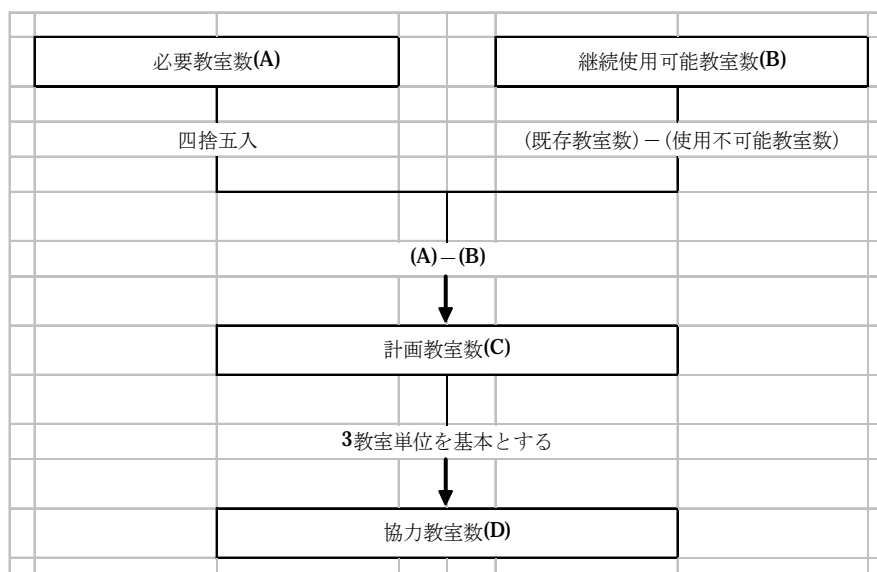 必要教室数(A)
継続使用可能教室数(B)
四捨五入
(既存教室数)－(使用不可能教室数)
(A)－(B)
計画教室数(C)
3教室単位を基本とする
協力教室数(D)